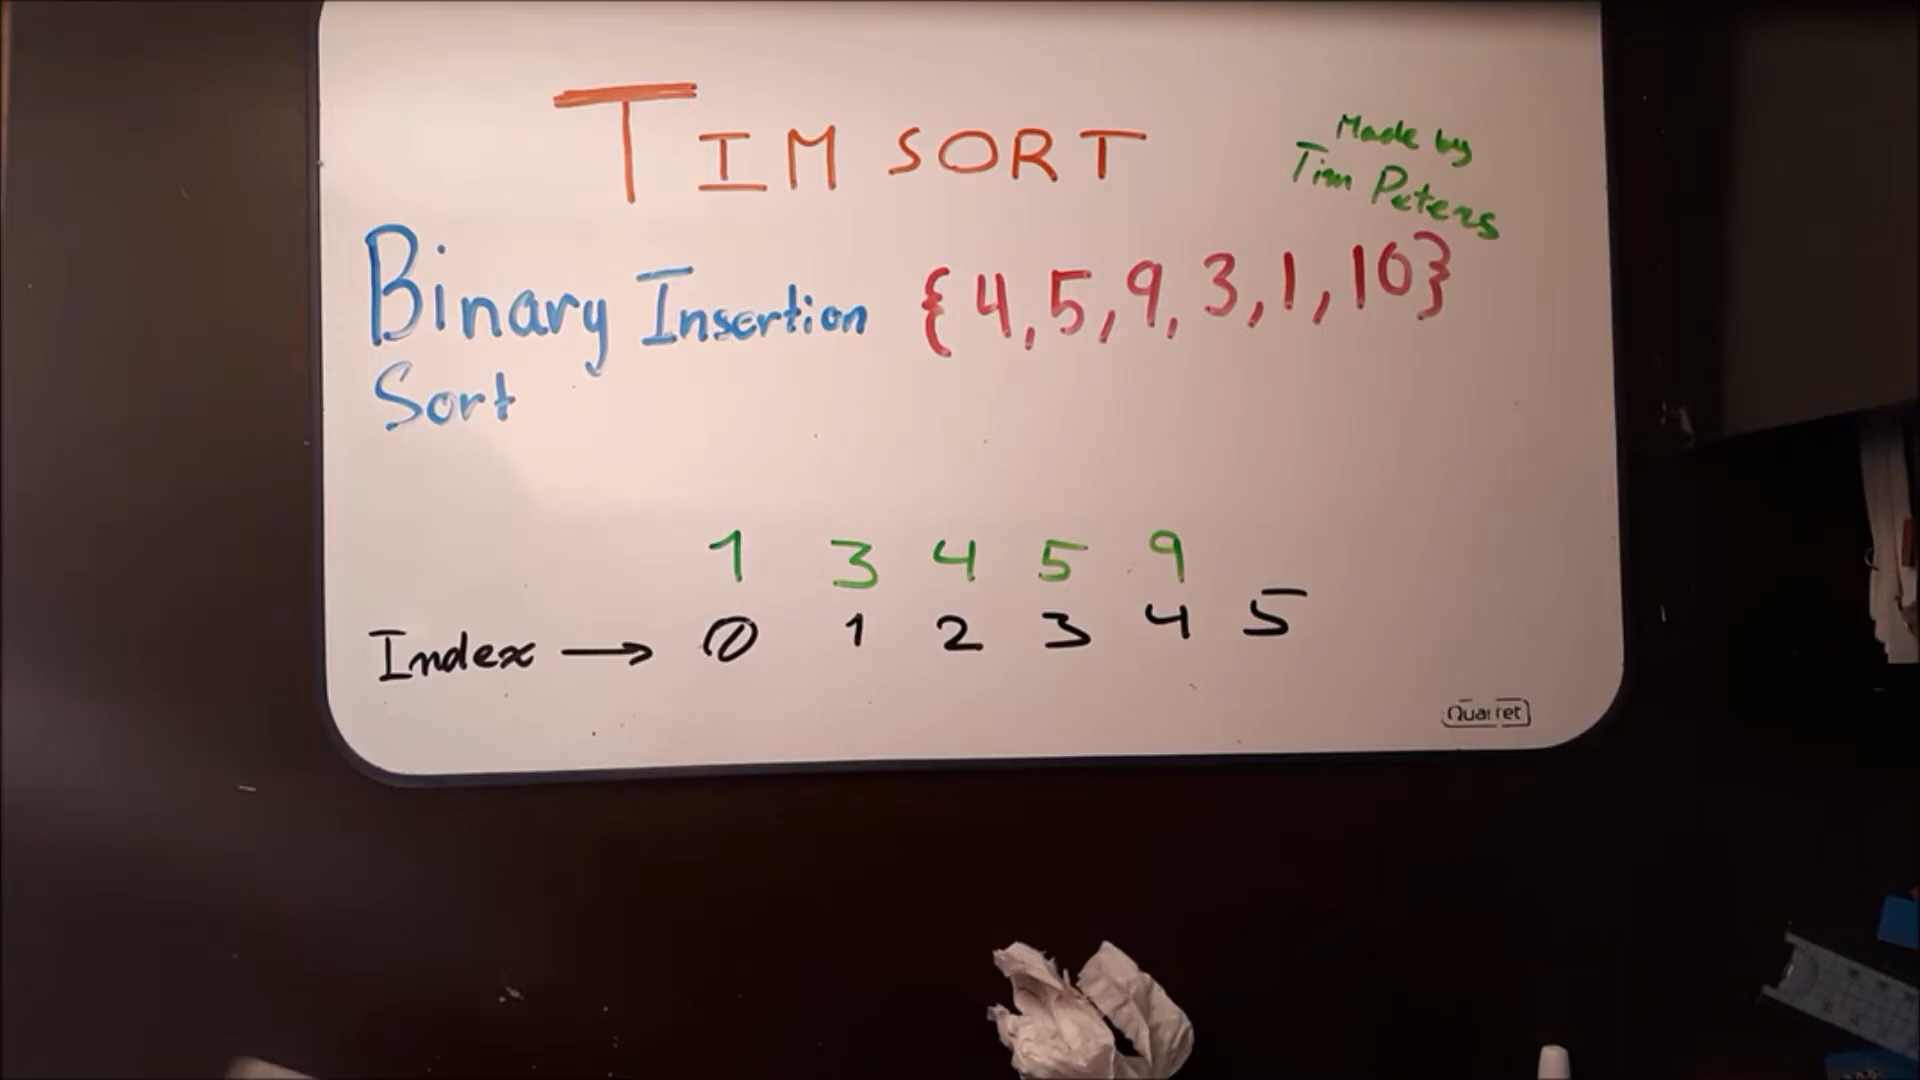 TIM SORT
Made by
Tim Peters
Binary Insertion {4,5,9,3,1,10}
Sort
1 3 4 5 9
Index → 0 1 2 3 4 5
Quartet